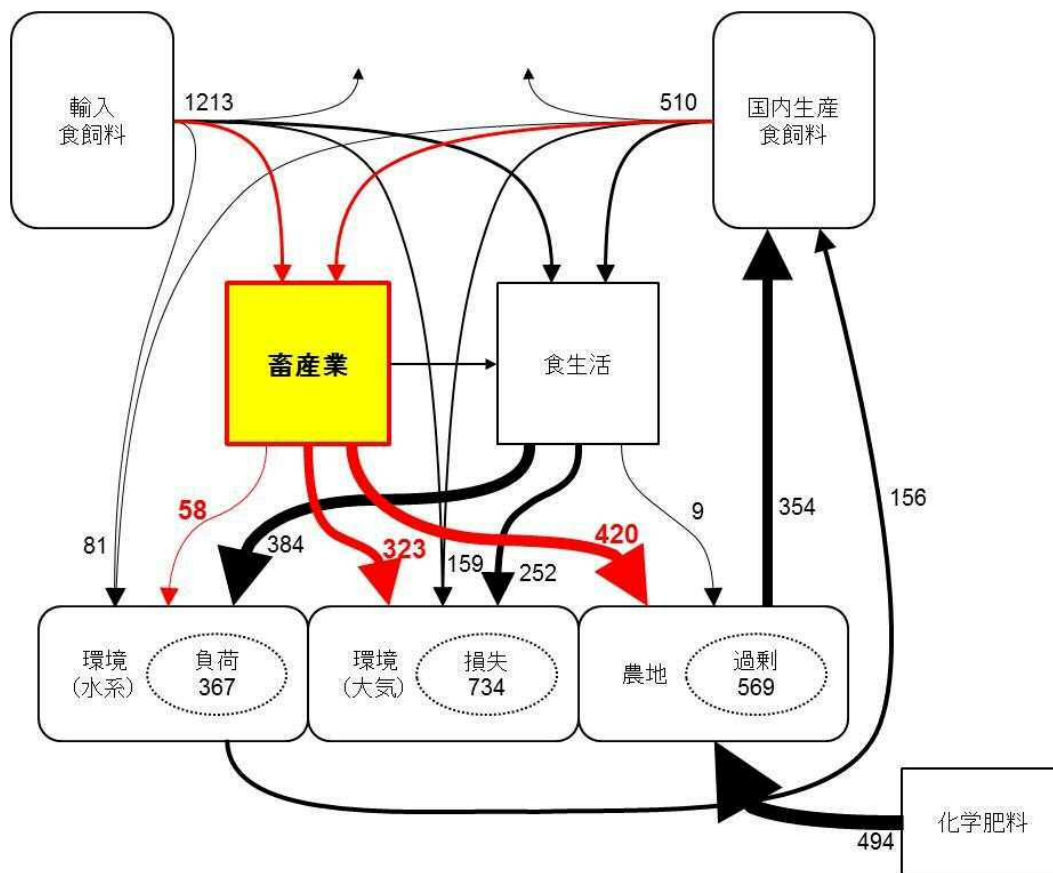 輸入
食飼料
1213
510
国内生産
食飼料
畜産業
食生活
58
81
384
323
159
252
420
9
354
156
環境
(水系)
負荷
367
環境
(大気)
損失
734
農地
過剰
569
494
化学肥料